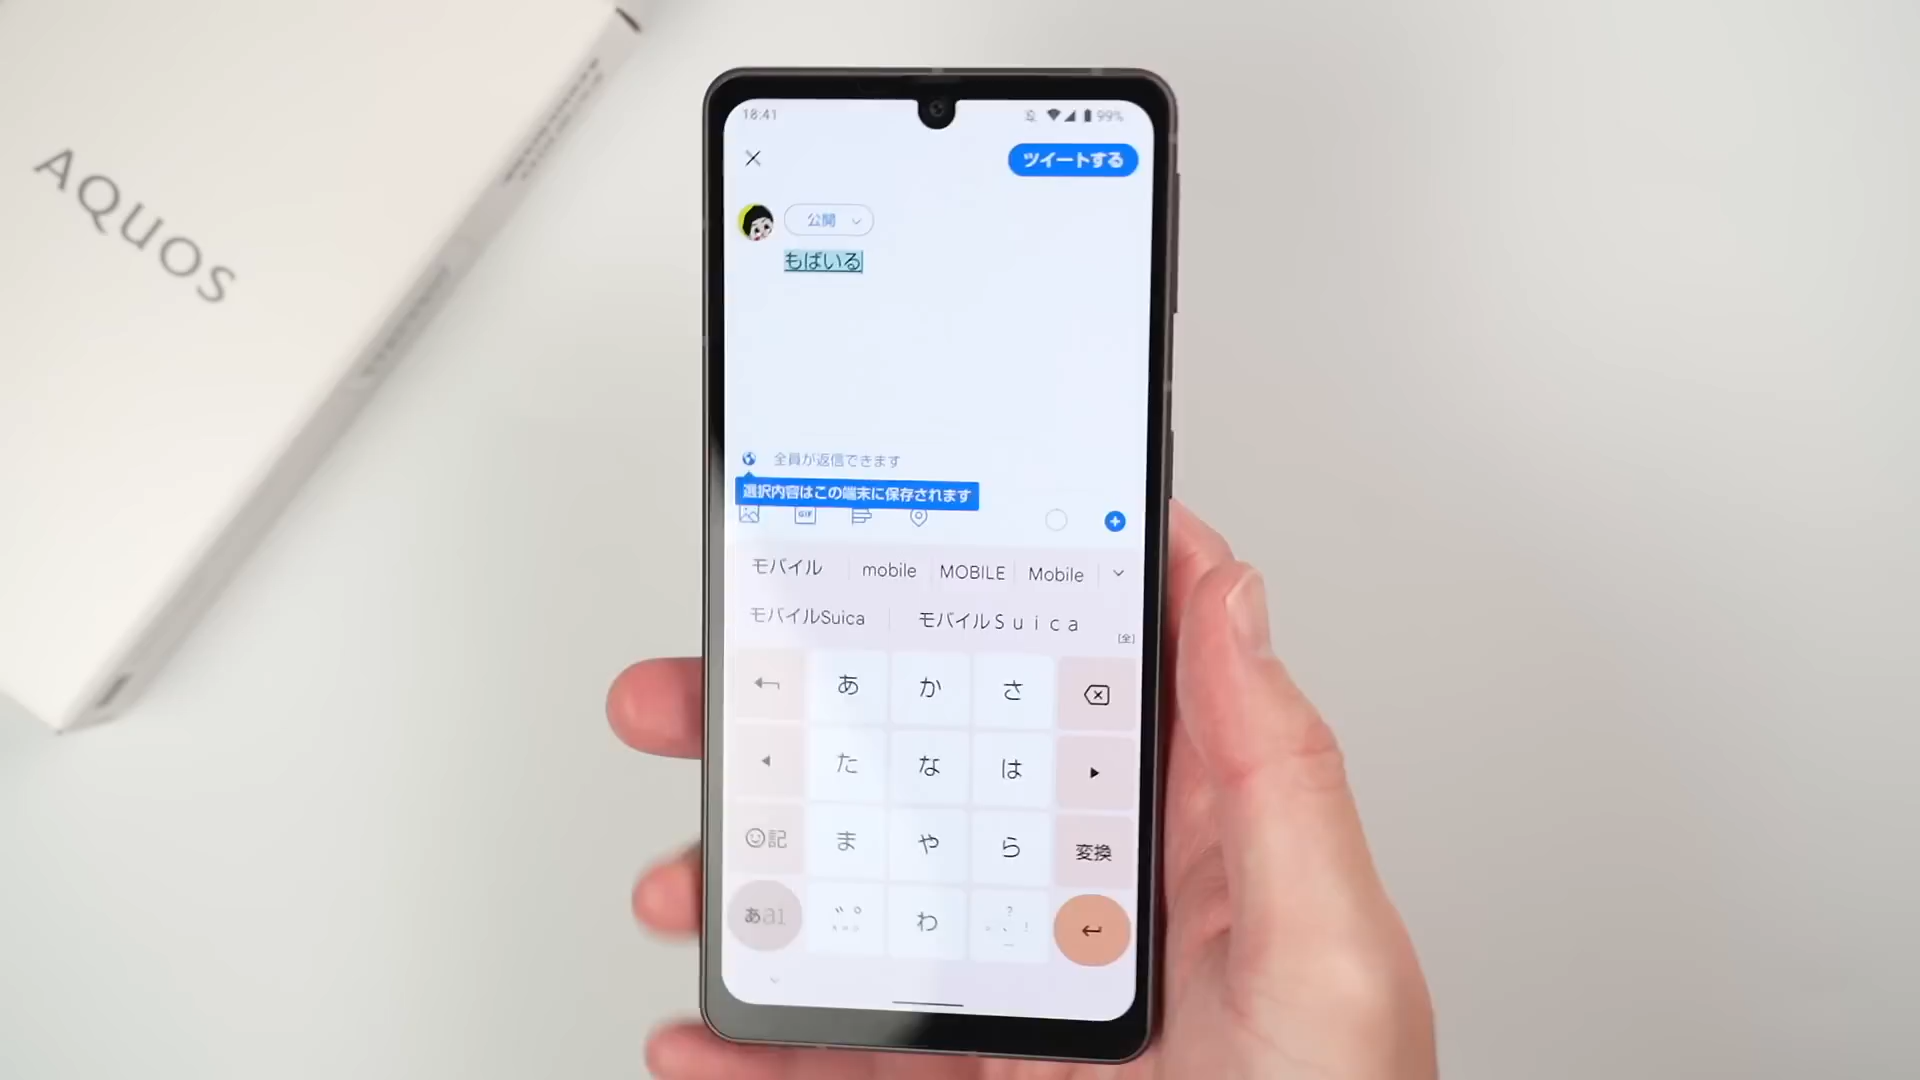 AQUOS
18:41
99%
ツイートする
公開
もばいる
全員が返信できます
選択内容はこの端末に保存されます
GIF
モバイル mobile MOBILE Mobile
モバイルSuica モバイルＳｕｉｃａ
[全]
あ か さ
た な は
記 ま や ら 変換
あa1 わ